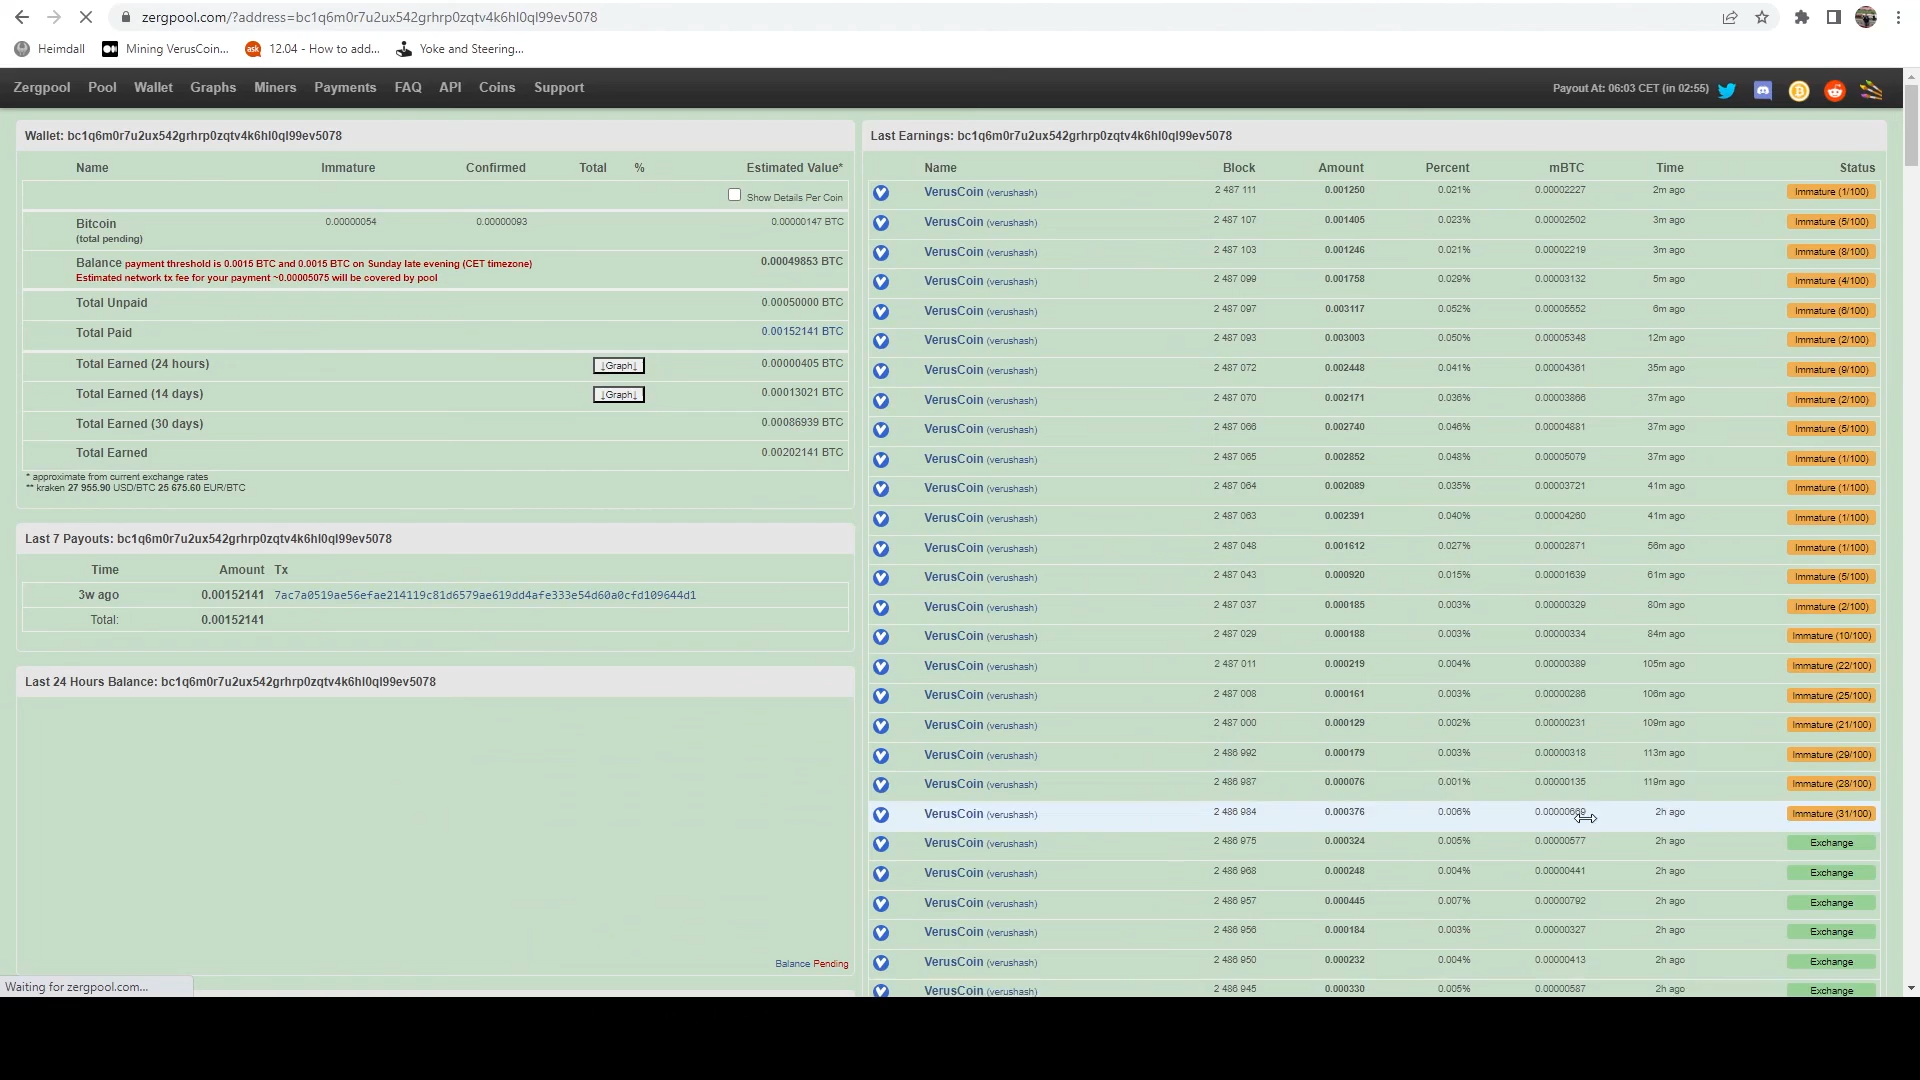 zergpool.com/?address=bc1q6m0r7u2ux542grhrp0zqtv4k6hl0ql99ev5078
Heimdall
Mining VerusCoin...
12.04 - How to add...
Yoke and Steering...
Zergpool Pool Wallet Graphs Miners Payments FAQ API Coins Support
Payout At: 06:03 CET (in 02:55)
Wallet: bc1q6m0r7u2ux542grhrp0zqtv4k6hl0ql99ev5078
Name Immature Confirmed Total % Estimated Value*
Show Details Per Coin
Bitcoin 0.00000054 0.00000093 0.00000147 BTC
(total pending)
Balance payment threshold is 0.0015 BTC and 0.0015 BTC on Sunday late evening (CET timezone) 0.00049853 BTC
Estimated network tx fee for your payment ~0.00005075 will be covered by pool
Total Unpaid 0.00050000 BTC
Total Paid 0.00152141 BTC
Total Earned (24 hours) ↓Graph↓ 0.00000405 BTC
Total Earned (14 days) ↓Graph↓ 0.00013021 BTC
Total Earned (30 days) 0.00086939 BTC
Total Earned 0.00202141 BTC
* approximate from current exchange rates
** kraken 27 955.90 USD/BTC 25 675.60 EUR/BTC
Last 7 Payouts: bc1q6m0r7u2ux542grhrp0zqtv4k6hl0ql99ev5078
Time Amount Tx
3w ago 0.00152141 7ac7a0519ae56efae214119c81d6579ae619dd4afe333e54d60a0cfd109644d1
Total: 0.00152141
Last 24 Hours Balance: bc1q6m0r7u2ux542grhrp0zqtv4k6hl0ql99ev5078
Balance Pending
Waiting for zergpool.com...
Last Earnings: bc1q6m0r7u2ux542grhrp0zqtv4k6hl0ql99ev5078
Name Block Amount Percent mBTC Time Status
VerusCoin (verushash) 2 487 111 0.001250 0.021% 0.00002227 2m ago Immature (1/100)
VerusCoin (verushash) 2 487 107 0.001405 0.023% 0.00002502 3m ago Immature (5/100)
VerusCoin (verushash) 2 487 103 0.001246 0.021% 0.00002219 3m ago Immature (8/100)
VerusCoin (verushash) 2 487 099 0.001758 0.029% 0.00003132 5m ago Immature (4/100)
VerusCoin (verushash) 2 487 097 0.003117 0.052% 0.00005552 6m ago Immature (6/100)
VerusCoin (verushash) 2 487 093 0.003003 0.050% 0.00005348 12m ago Immature (2/100)
VerusCoin (verushash) 2 487 072 0.002448 0.041% 0.00004361 35m ago Immature (9/100)
VerusCoin (verushash) 2 487 070 0.002171 0.036% 0.00003866 37m ago Immature (2/100)
VerusCoin (verushash) 2 487 066 0.002740 0.046% 0.00004881 37m ago Immature (5/100)
VerusCoin (verushash) 2 487 065 0.002852 0.048% 0.00005079 37m ago Immature (1/100)
VerusCoin (verushash) 2 487 064 0.002089 0.035% 0.00003721 41m ago Immature (1/100)
VerusCoin (verushash) 2 487 063 0.002391 0.040% 0.00004260 41m ago Immature (1/100)
VerusCoin (verushash) 2 487 048 0.001612 0.027% 0.00002871 56m ago Immature (1/100)
VerusCoin (verushash) 2 487 043 0.000920 0.015% 0.00001639 61m ago Immature (5/100)
VerusCoin (verushash) 2 487 037 0.000185 0.003% 0.00000329 80m ago Immature (2/100)
VerusCoin (verushash) 2 487 029 0.000188 0.003% 0.00000334 84m ago Immature (10/100)
VerusCoin (verushash) 2 487 011 0.000219 0.004% 0.00000389 105m ago Immature (22/100)
VerusCoin (verushash) 2 487 008 0.000161 0.003% 0.00000286 106m ago Immature (25/100)
VerusCoin (verushash) 2 487 000 0.000129 0.002% 0.00000231 109m ago Immature (21/100)
VerusCoin (verushash) 2 486 992 0.000179 0.003% 0.00000318 113m ago Immature (29/100)
VerusCoin (verushash) 2 486 987 0.000076 0.001% 0.00000135 119m ago Immature (28/100)
VerusCoin (verushash) 2 486 984 0.000376 0.006% 0.00000669 2h ago Immature (31/100)
VerusCoin (verushash) 2 486 975 0.000324 0.005% 0.00000577 2h ago Exchange
VerusCoin (verushash) 2 486 968 0.000248 0.004% 0.00000441 2h ago Exchange
VerusCoin (verushash) 2 486 957 0.000445 0.007% 0.00000792 2h ago Exchange
VerusCoin (verushash) 2 486 956 0.000184 0.003% 0.00000327 2h ago Exchange
VerusCoin (verushash) 2 486 950 0.000232 0.004% 0.00000413 2h ago Exchange
VerusCoin (verushash) 2 486 945 0.000330 0.005% 0.00000587 2h ago Exchange